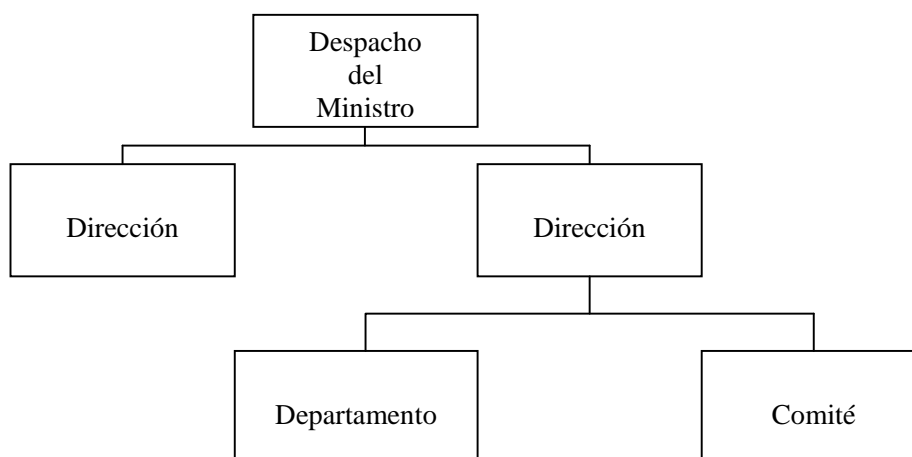 Despacho
del
Ministro
Dirección
Dirección
Departamento
Comité